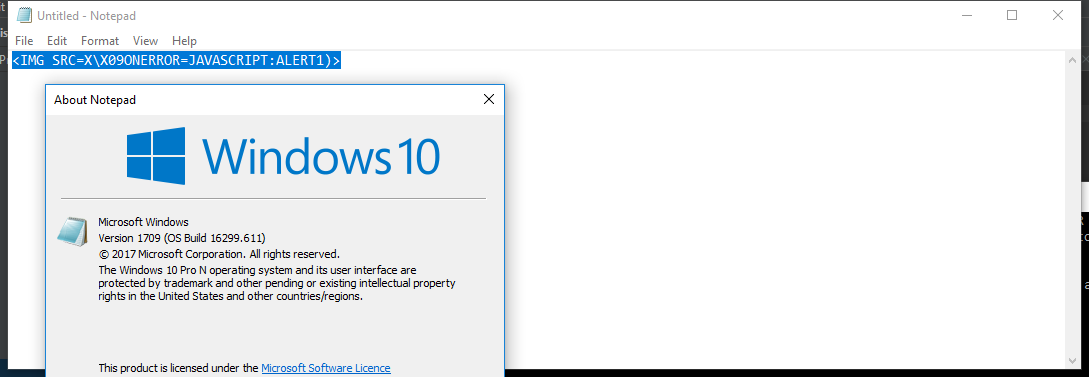 Untitled - Notepad
File Edit Format View Help
<IMG SRC=X\X09ONERROR=JAVASCRIPT:ALERT1)>
About Notepad
Windows 10
Microsoft Windows
Version 1709 (OS Build 16299.611)
© 2017 Microsoft Corporation. All rights reserved.
The Windows 10 Pro N operating system and its user interface are
protected by trademark and other pending or existing intellectual property
rights in the United States and other countries/regions.
This product is licensed under the Microsoft Software Licence